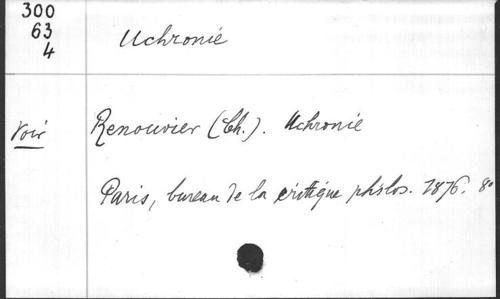 300
63
4
Uchronie
Voir
Renouvier (Ch.). Uchronie
Paris, bureau de la critique philos. 1876. 8°